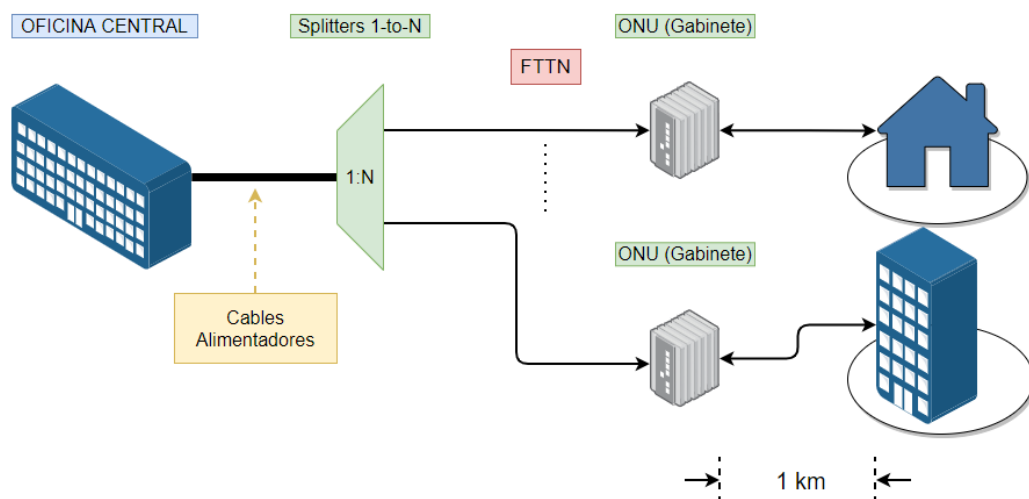 OFICINA CENTRAL
Splitters 1-to-N
ONU (Gabinete)
FTTN
1:N
ONU (Gabinete)
Cables
Alimentadores
1 km